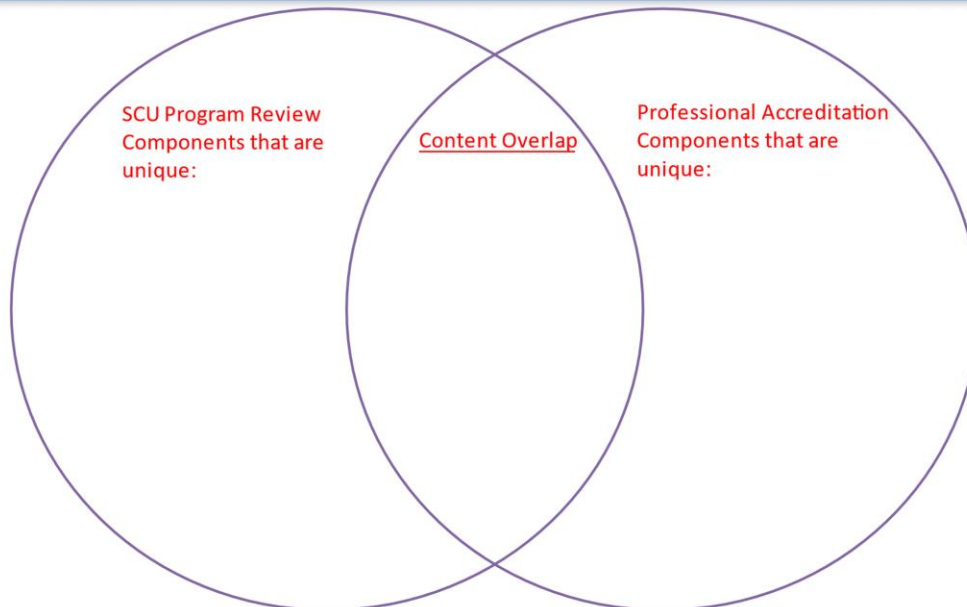 SCU Program Review
Components that are
unique:
Content Overlap
Professional Accreditation
Components that are
unique: